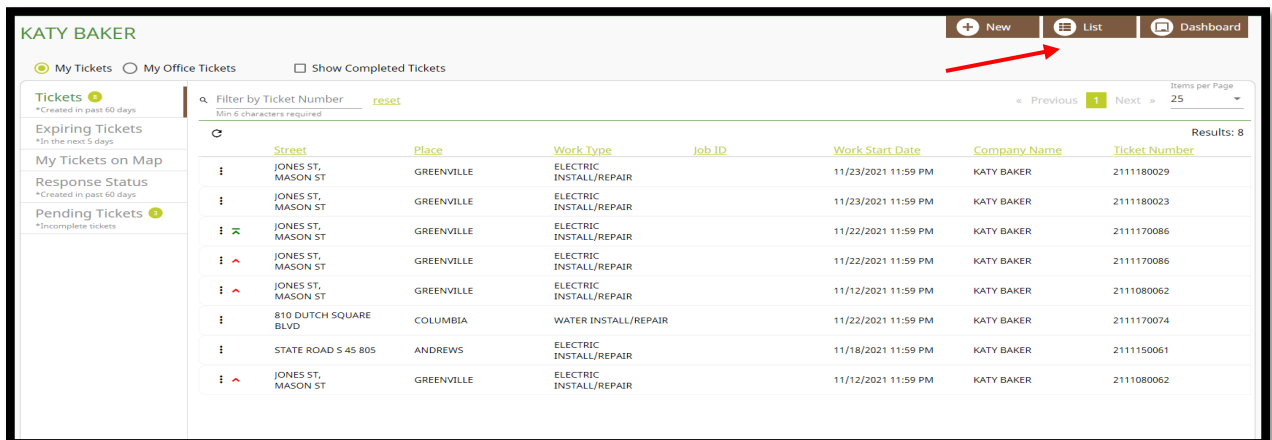 KATY BAKER
New
List
Dashboard
My Tickets
My Office Tickets
Show Completed Tickets
Tickets 8
*Created in past 60 days
Expiring Tickets
*In the next 5 days
My Tickets on Map
Response Status
*Created in past 60 days
Pending Tickets 3
*Incomplete tickets
Filter by Ticket Number reset
Min 6 characters required
« Previous 1 Next »
Items per Page
25
Results: 8
Street Place Work Type Job ID Work Start Date Company Name Ticket Number
JONES ST, MASON ST GREENVILLE ELECTRIC INSTALL/REPAIR 11/23/2021 11:59 PM KATY BAKER 2111180029
JONES ST, MASON ST GREENVILLE ELECTRIC INSTALL/REPAIR 11/23/2021 11:59 PM KATY BAKER 2111180023
JONES ST, MASON ST GREENVILLE ELECTRIC INSTALL/REPAIR 11/22/2021 11:59 PM KATY BAKER 2111170086
JONES ST, MASON ST GREENVILLE ELECTRIC INSTALL/REPAIR 11/22/2021 11:59 PM KATY BAKER 2111170086
JONES ST, MASON ST GREENVILLE ELECTRIC INSTALL/REPAIR 11/12/2021 11:59 PM KATY BAKER 2111080062
810 DUTCH SQUARE BLVD COLUMBIA WATER INSTALL/REPAIR 11/22/2021 11:59 PM KATY BAKER 2111170074
STATE ROAD S 45 805 ANDREWS ELECTRIC INSTALL/REPAIR 11/18/2021 11:59 PM KATY BAKER 2111150061
JONES ST, MASON ST GREENVILLE ELECTRIC INSTALL/REPAIR 11/12/2021 11:59 PM KATY BAKER 2111080062